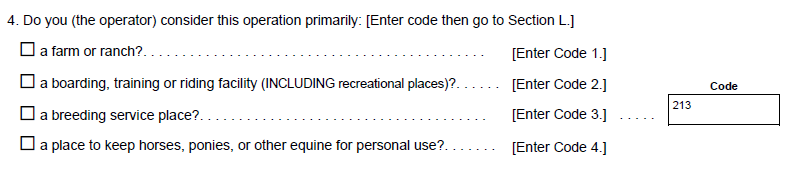 4. Do you (the operator) consider this operation primarily: [Enter code then go to Section L.]
☐ a farm or ranch?. . . . . . . . . . . . . . . . . . . . . . . . . . . . . . . . . . . . . . . . . . . . [Enter Code 1.]
☐ a boarding, training or riding facility (INCLUDING recreational places)?. . . . . . [Enter Code 2.]
Code
☐ a breeding service place?. . . . . . . . . . . . . . . . . . . . . . . . . . . . . . . . . . . . . [Enter Code 3.] . . . . . 213
☐ a place to keep horses, ponies, or other equine for personal use?. . . . . . . [Enter Code 4.]